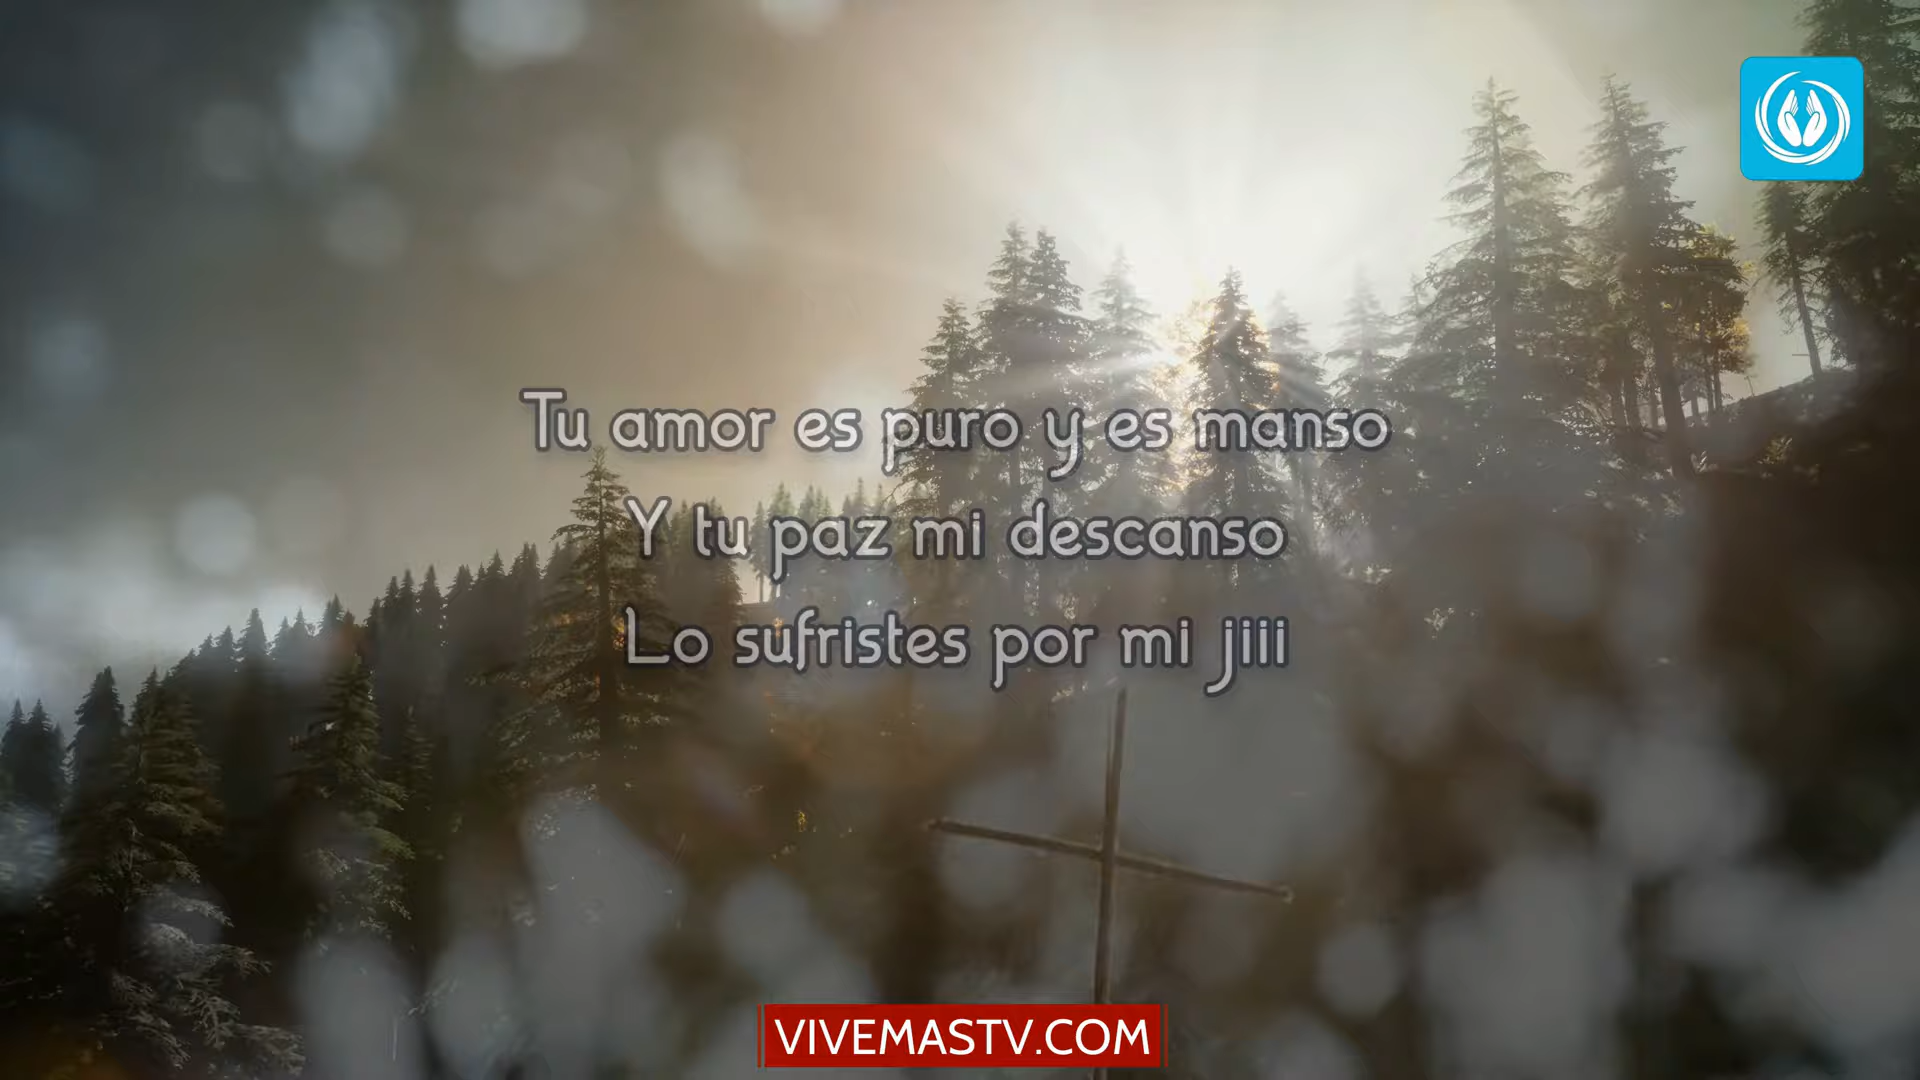 Tu amor es puro y es manso
Y tu paz mi descanso
Lo sufristes por mi jiii
VIVEMASTV.COM